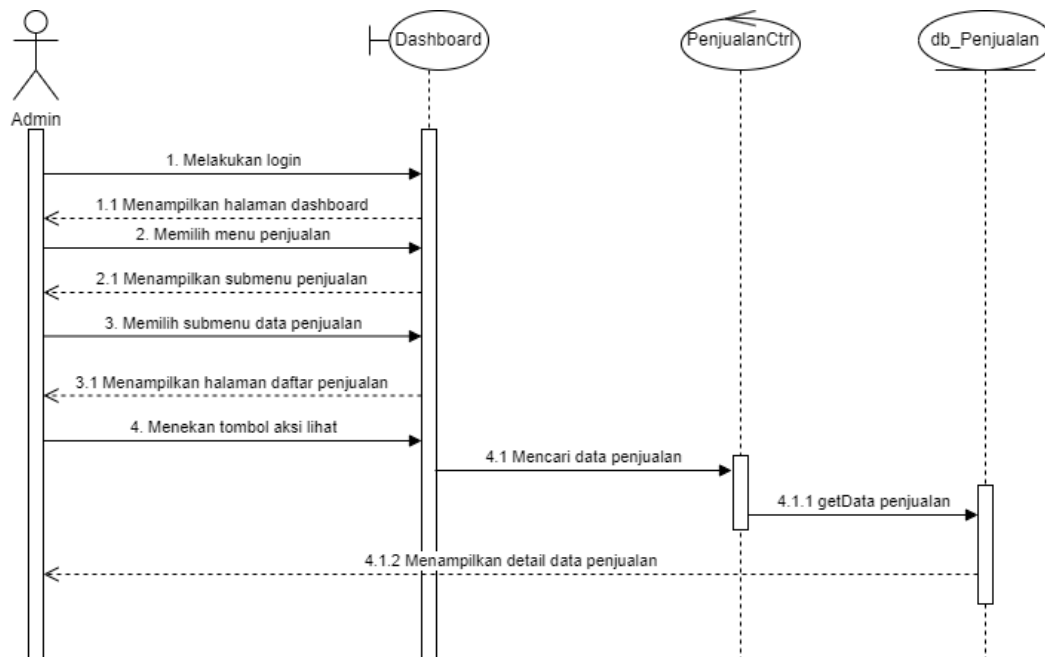 Dashboard
PenjualanCtrl
db_Penjualan
Admin
1. Melakukan login
1.1 Menampilkan halaman dashboard
2. Memilih menu penjualan
2.1 Menampilkan submenu penjualan
3. Memilih submenu data penjualan
3.1 Menampilkan halaman daftar penjualan
4. Menekan tombol aksi lihat
4.1 Mencari data penjualan
4.1.1 getData penjualan
4.1.2 Menampilkan detail data penjualan